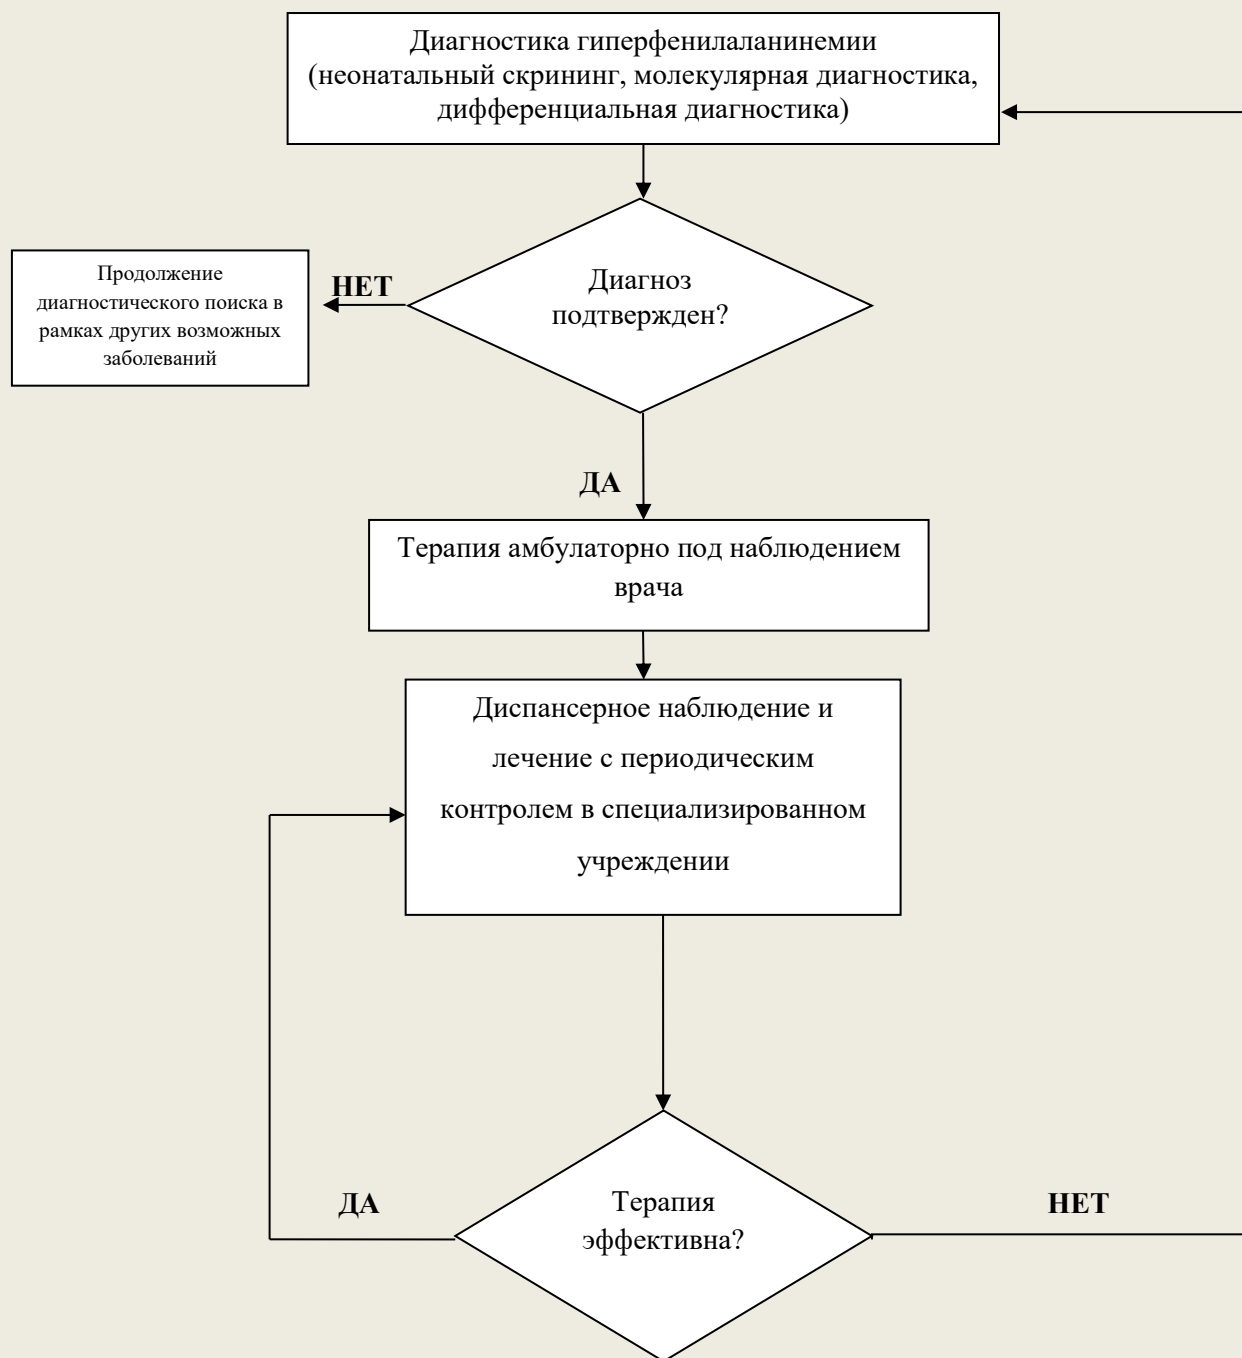 Диагностика гиперфенилаланинемии
(неонатальный скрининг, молекулярная диагностика,
дифференциальная диагностика)
Диагноз
подтвержден?
НЕТ
Продолжение
диагностического поиска в
рамках других возможных
заболеваний
ДА
Терапия амбулаторно под наблюдением
врача
Диспансерное наблюдение и
лечение с периодическим
контролем в специализированном
учреждении
Терапия
эффективна?
ДА
НЕТ